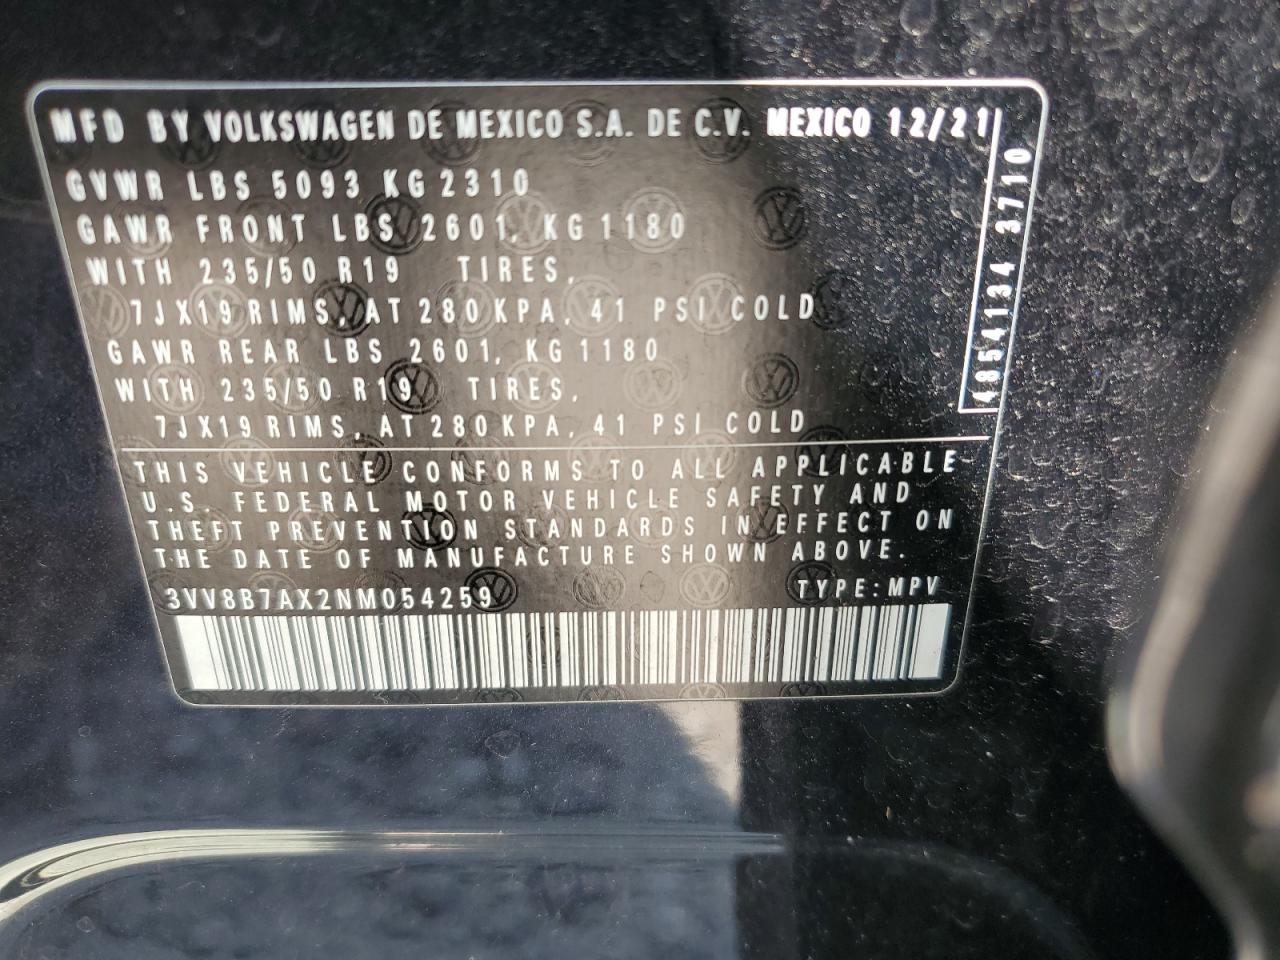 MFD BY VOLKSWAGEN DE MEXICO S.A. DE C.V. MEXICO 12/21
GVWR LBS 5093 KG 2310
GAWR FRONT LBS 2601, KG 1180
WITH 235/50 R19 TIRES,
7JX19 RIMS, AT 280 KPA, 41 PSI COLD
GAWR REAR LBS 2601, KG 1180
WITH 235/50 R19 TIRES,
7JX19 RIMS, AT 280 KPA, 41 PSI COLD
4854134 3710
THIS VEHICLE CONFORMS TO ALL APPLICABLE
U.S. FEDERAL MOTOR VEHICLE SAFETY AND
THEFT PREVENTION STANDARDS IN EFFECT ON
THE DATE OF MANUFACTURE SHOWN ABOVE.
3VV8B7AX2NM054259 TYPE:MPV